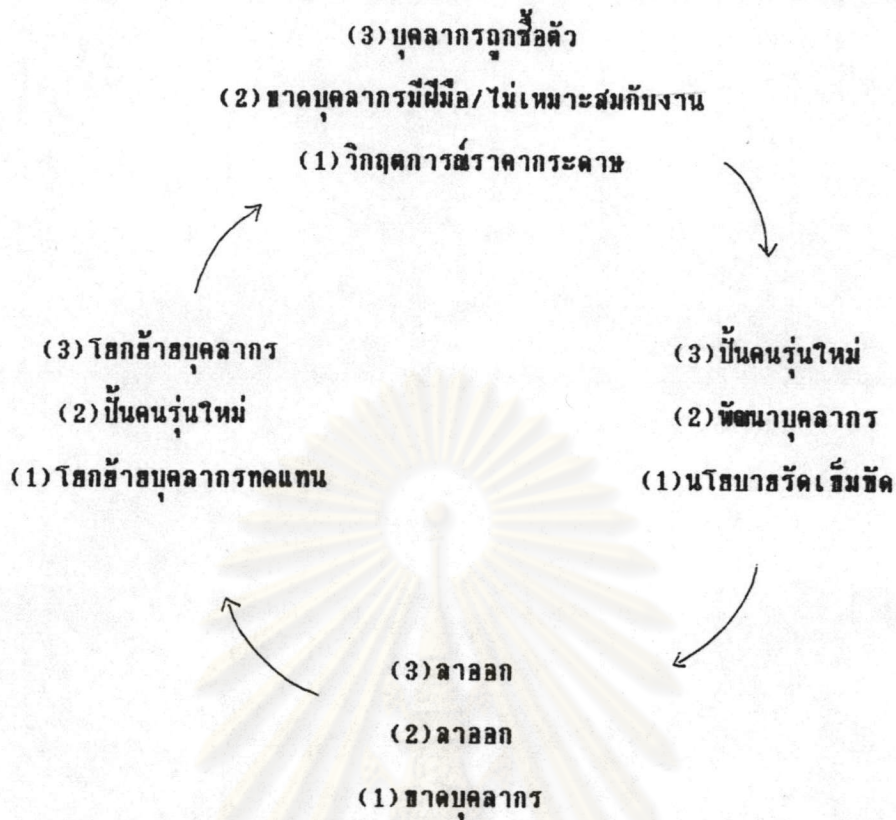 (3)บุคลากรถูกซื้อตัว
(2)ขาดบุคลากรมีฝีมือ/ไม่เหมาะสมกับงาน
(1)วิกฤตการณ์ราคากระดาษ
(3)โยกย้ายบุคลากร
(2)ปั้นคนรุ่นใหม่
(1)โยกย้ายบุคลากรทดแทน
(3)ปั้นคนรุ่นใหม่
(2)พัฒนาบุคลากร
(1)นโยบายรัดเข็มขัด
(3)ลาออก
(2)ลาออก
(1)ขาดบุคลากร